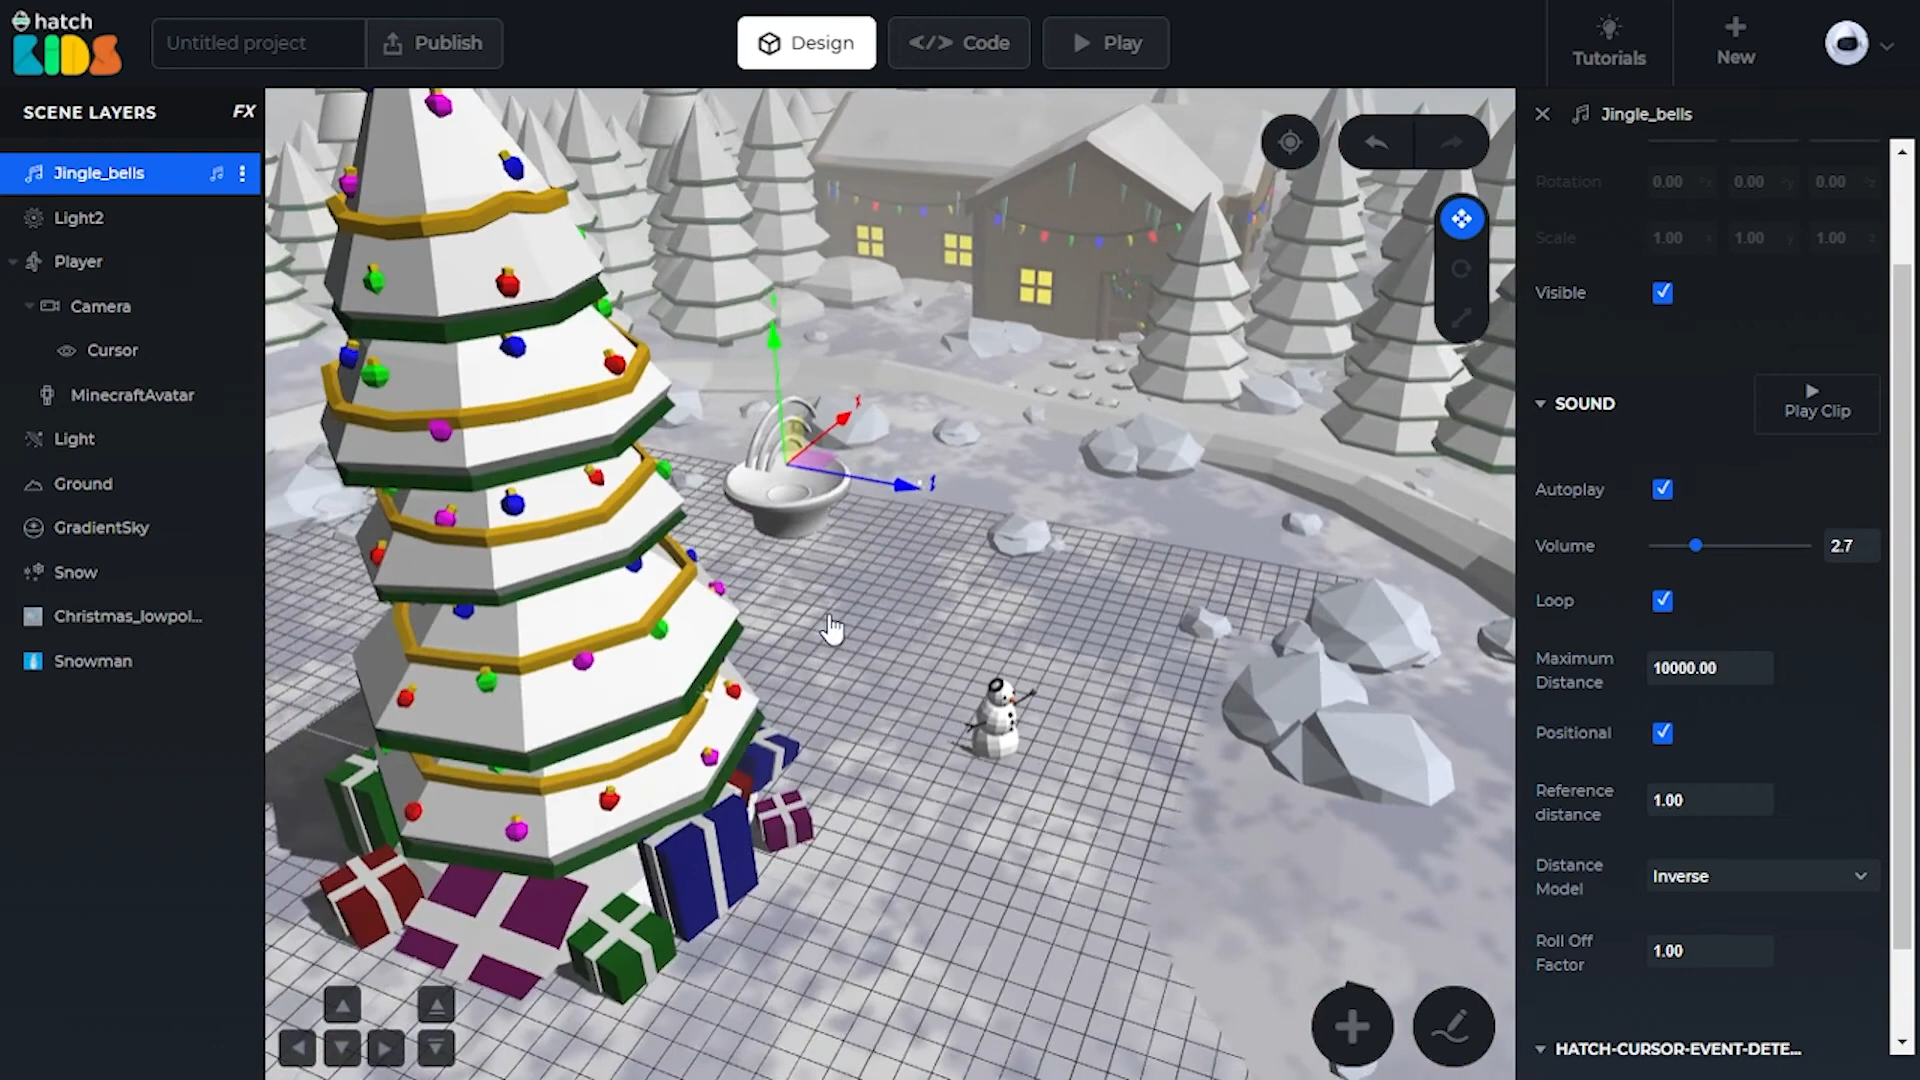 hatch
KIDS
Untitled project
Publish
Design
</> Code
Play
Tutorials
New
SCENE LAYERS
FX
Jingle_bells
Light2
Player
Camera
Cursor
MinecraftAvatar
Light
Ground
GradientSky
Snow
Christmas_lowpol...
Snowman
Jingle_bells
Rotation 0.00 °x 0.00 °y 0.00 °z
Scale 1.00 x 1.00 y 1.00 z
Visible
SOUND
Play Clip
Autoplay
Volume 2.7
Loop
Maximum
Distance
10000.00
Positional
Reference
distance
1.00
Distance
Model
Inverse
Roll Off
Factor
1.00
HATCH-CURSOR-EVENT-DETE...